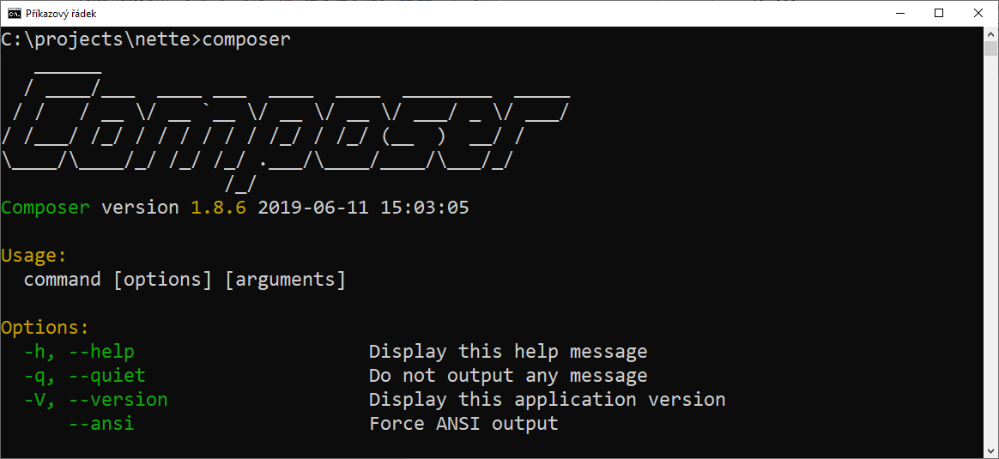 Příkazový řádek
C:\projects\nette>composer
   ______
  / ____/___  ____ ___  ____  ____  ________  _____
 / /   / __ \/ __ `__ \/ __ \/ __ \/ ___/ _ \/ ___/
/ /___/ /_/ / / / / / / /_/ / /_/ (__  )  __/ /
\____/\____/_/ /_/ /_/ .___/\____/____/\___/_/
                    /_/
Composer version 1.8.6 2019-06-11 15:03:05
Usage:
  command [options] [arguments]
Options:
  -h, --help                     Display this help message
  -q, --quiet                    Do not output any message
  -V, --version                  Display this application version
      --ansi                     Force ANSI output